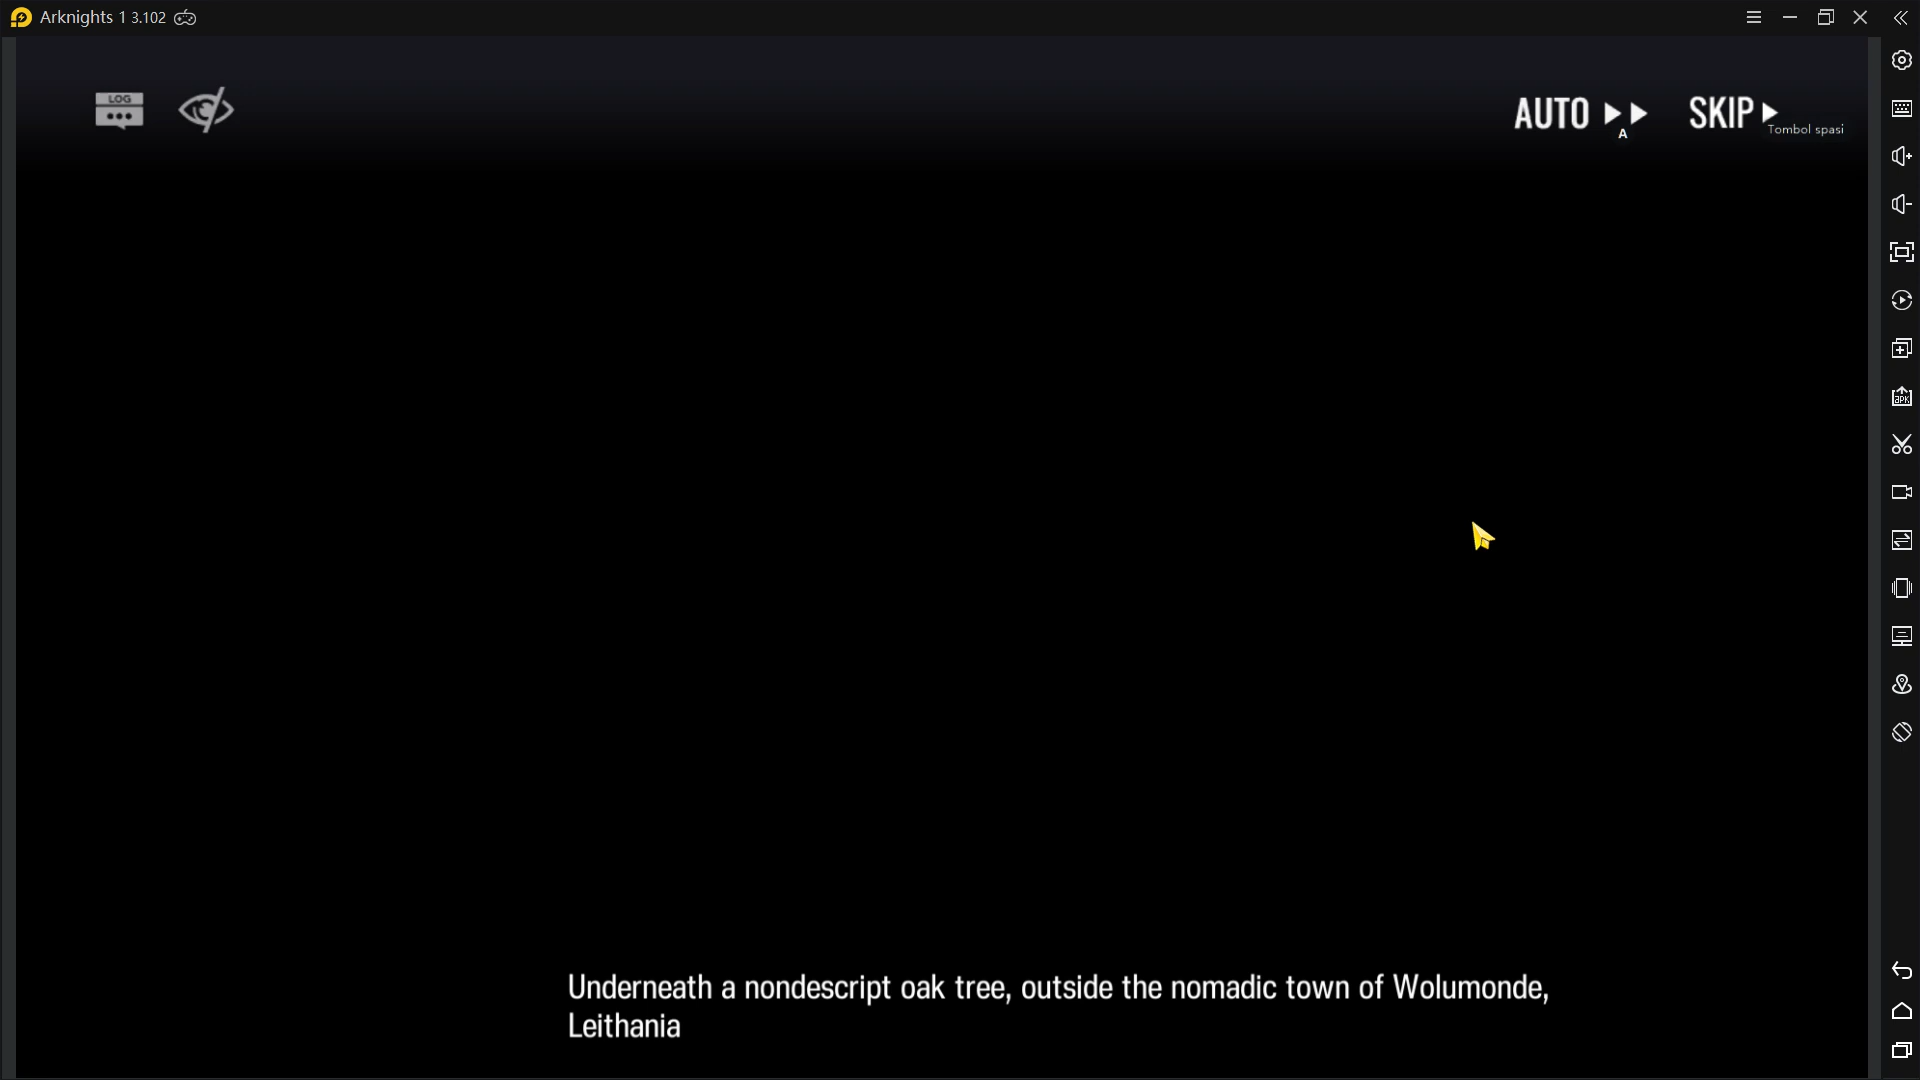 Arknights 1 3.102
LOG
AUTO
A
SKIP
Tombol spasi
APK
Underneath a nondescript oak tree, outside the nomadic town of Wolumonde,
Leithania